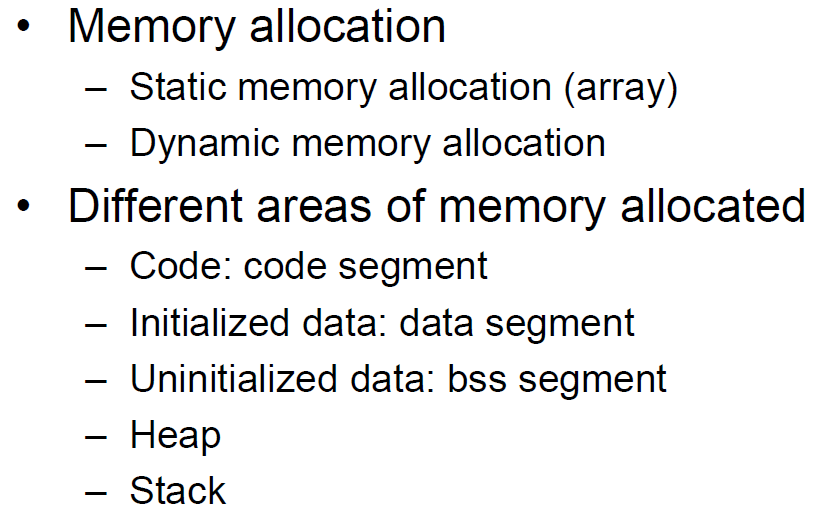 • Memory allocation
– Static memory allocation (array)
– Dynamic memory allocation
• Different areas of memory allocated
– Code: code segment
– Initialized data: data segment
– Uninitialized data: bss segment
– Heap
– Stack